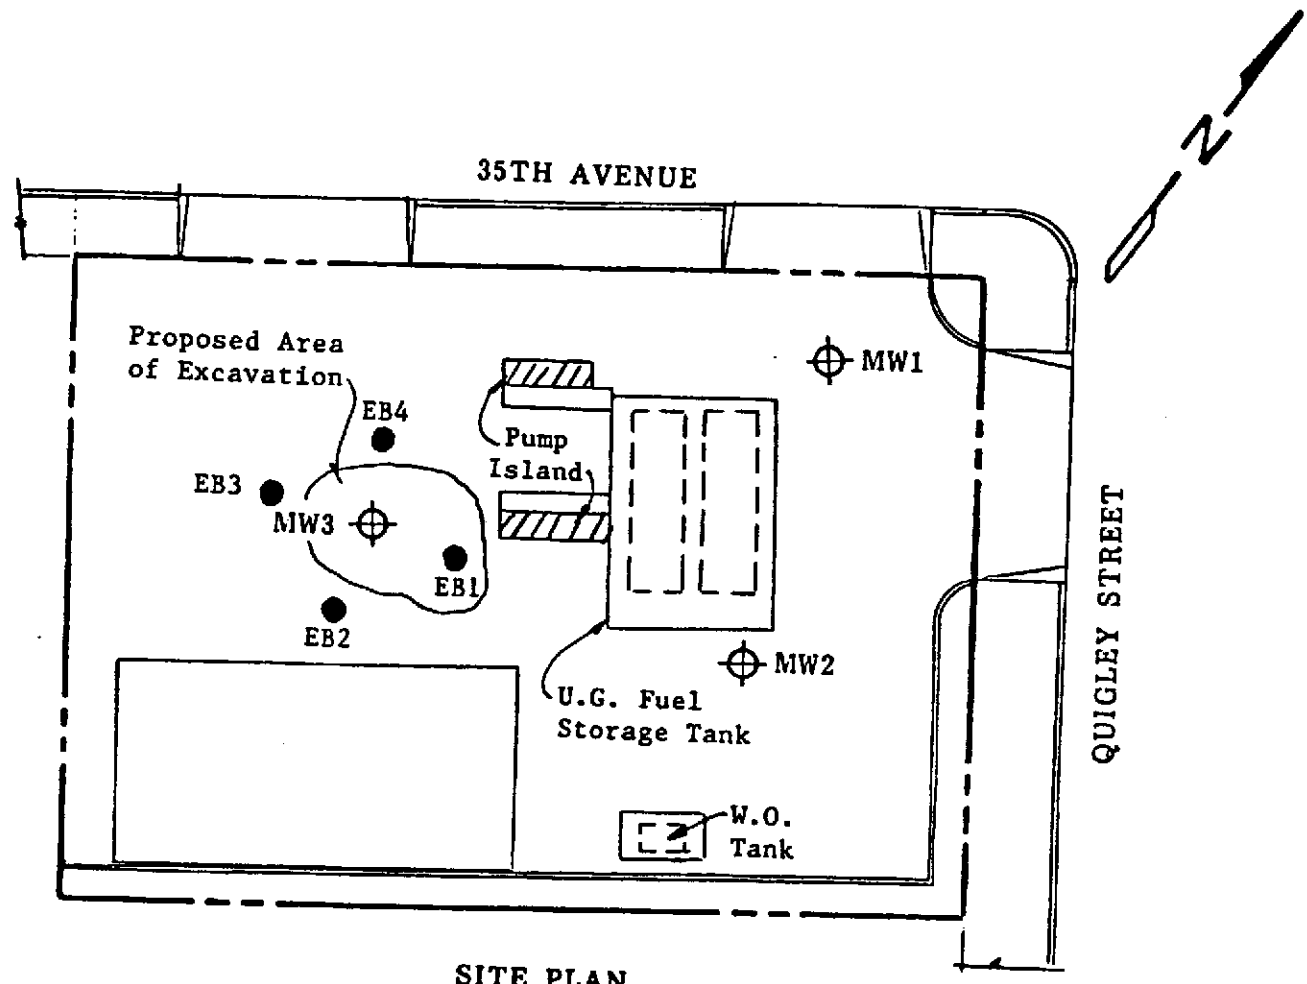 N
35TH AVENUE
Proposed Area
of Excavation
MW1
EB4
Pump
Island
EB3
MW3
EB1
EB2
MW2
U.G. Fuel
Storage Tank
QUIGLEY STREET
W.O.
Tank
SITE PLAN